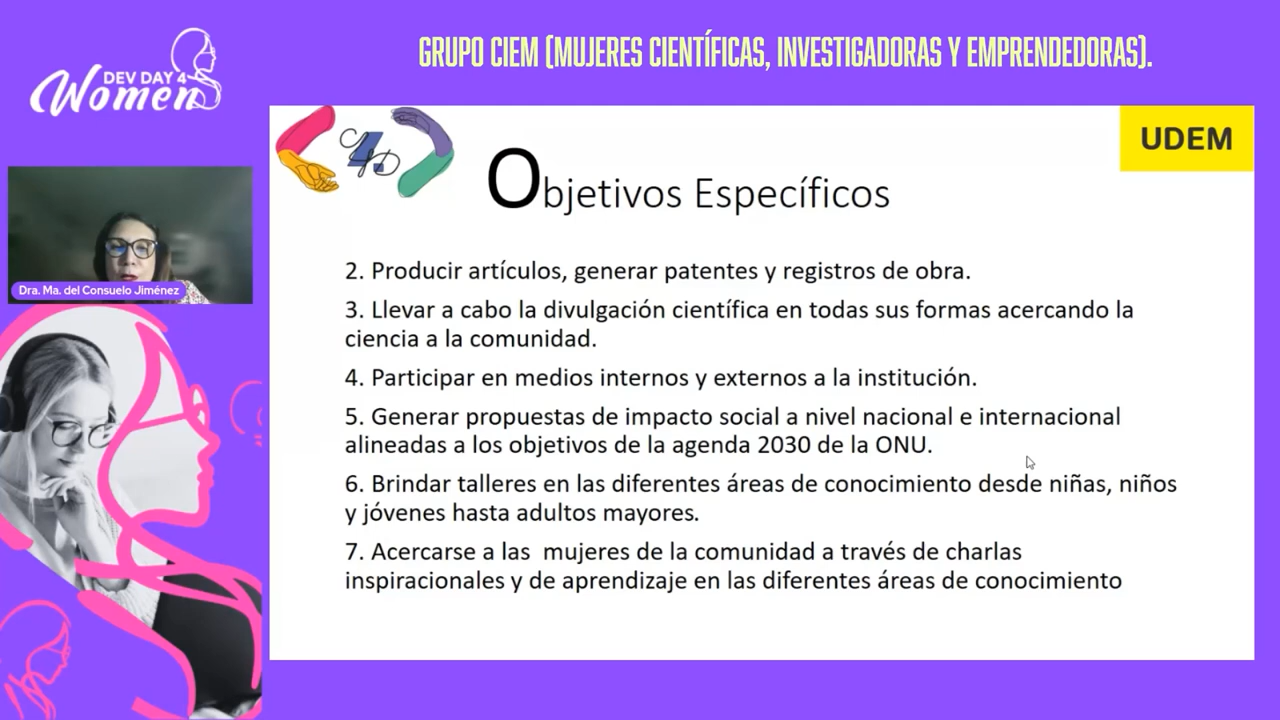 GRUPO CIEM (MUJERES CIENTÍFICAS, INVESTIGADORAS Y EMPRENDEDORAS).
DEV DAY 4
Women
UDEM
Objetivos Específicos
Dra. Ma. del Consuelo Jiménez
2. Producir artículos, generar patentes y registros de obra.
3. Llevar a cabo la divulgación científica en todas sus formas acercando la
ciencia a la comunidad.
4. Participar en medios internos y externos a la institución.
5. Generar propuestas de impacto social a nivel nacional e internacional
alineadas a los objetivos de la agenda 2030 de la ONU.
6. Brindar talleres en las diferentes áreas de conocimiento desde niñas, niños
y jóvenes hasta adultos mayores.
7. Acercarse a las  mujeres de la comunidad a través de charlas
inspiracionales y de aprendizaje en las diferentes áreas de conocimiento